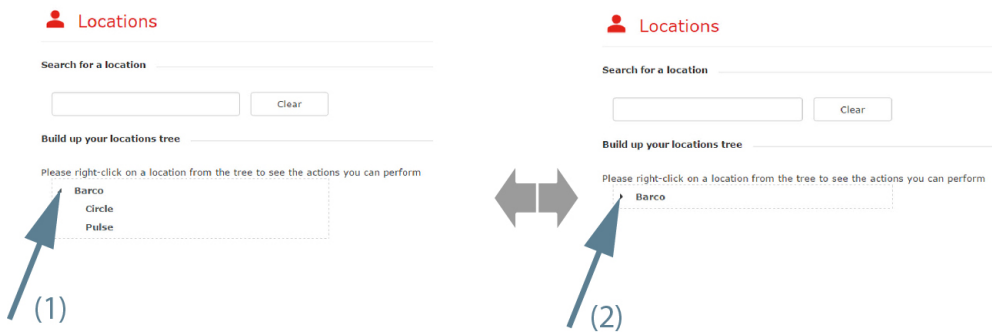 Locations
Search for a location
Clear
Build up your locations tree
Please right-click on a location from the tree to see the actions you can perform
Barco
Circle
Pulse
(1)
Locations
Search for a location
Clear
Build up your locations tree
Please right-click on a location from the tree to see the actions you can perform
Barco
(2)